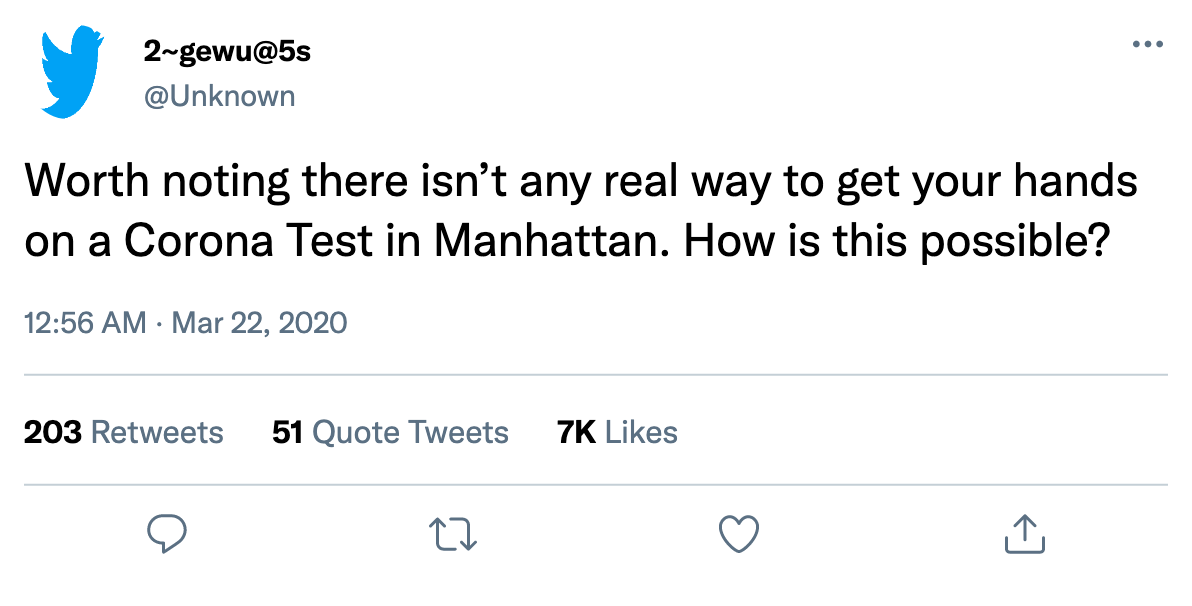 2~gewu@5s
@Unknown
Worth noting there isn’t any real way to get your hands
on a Corona Test in Manhattan. How is this possible?
12:56 AM · Mar 22, 2020
203 Retweets 51 Quote Tweets 7K Likes